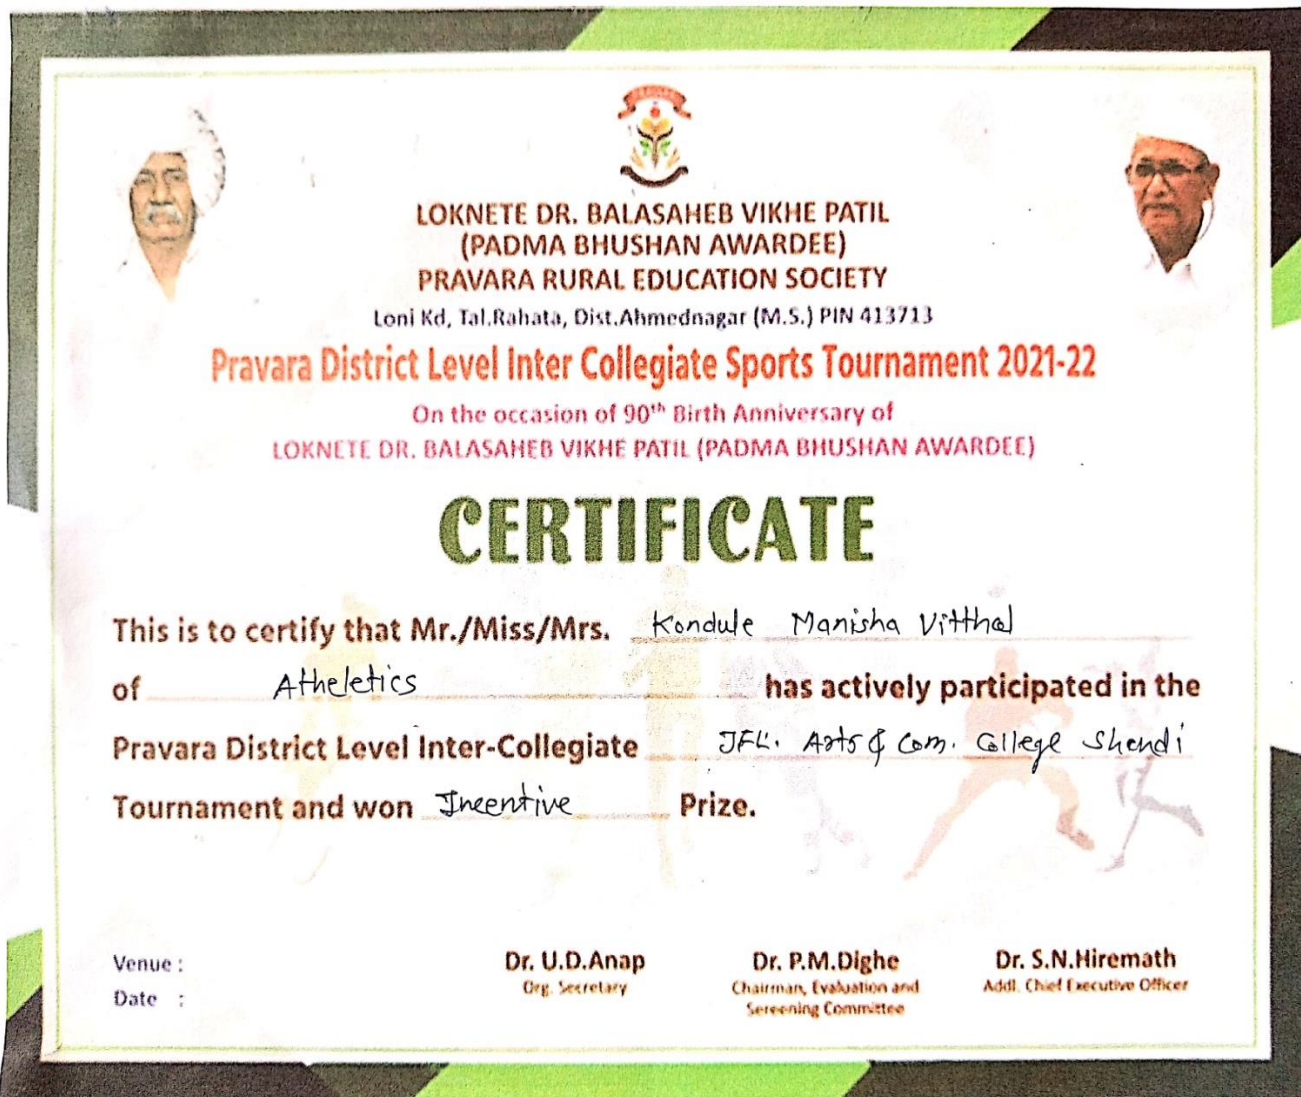 LOKNETE DR. BALASAHEB VIKHE PATIL
(PADMA BHUSHAN AWARDEE)
PRAVARA RURAL EDUCATION SOCIETY
Loni Kd, Tal.Rahata, Dist.Ahmednagar (M.S.) PIN 413713
Pravara District Level Inter Collegiate Sports Tournament 2021-22
On the occasion of 90th Birth Anniversary of
LOKNETE DR. BALASAHEB VIKHE PATIL (PADMA BHUSHAN AWARDEE)
CERTIFICATE
This is to certify that Mr./Miss/Mrs. Kondule Manisha Vitthal
of Atheletics has actively participated in the
Pravara District Level Inter-Collegiate Arts & Com. College Shendi
Tournament and won Incentive Prize.
Venue :
Date :
Dr. U.D.Anap
Org. Secretary
Dr. P.M.Dighe
Chairman, Evaluation and
Screening Committee
Dr. S.N.Hiremath
Addl. Chief Executive Officer